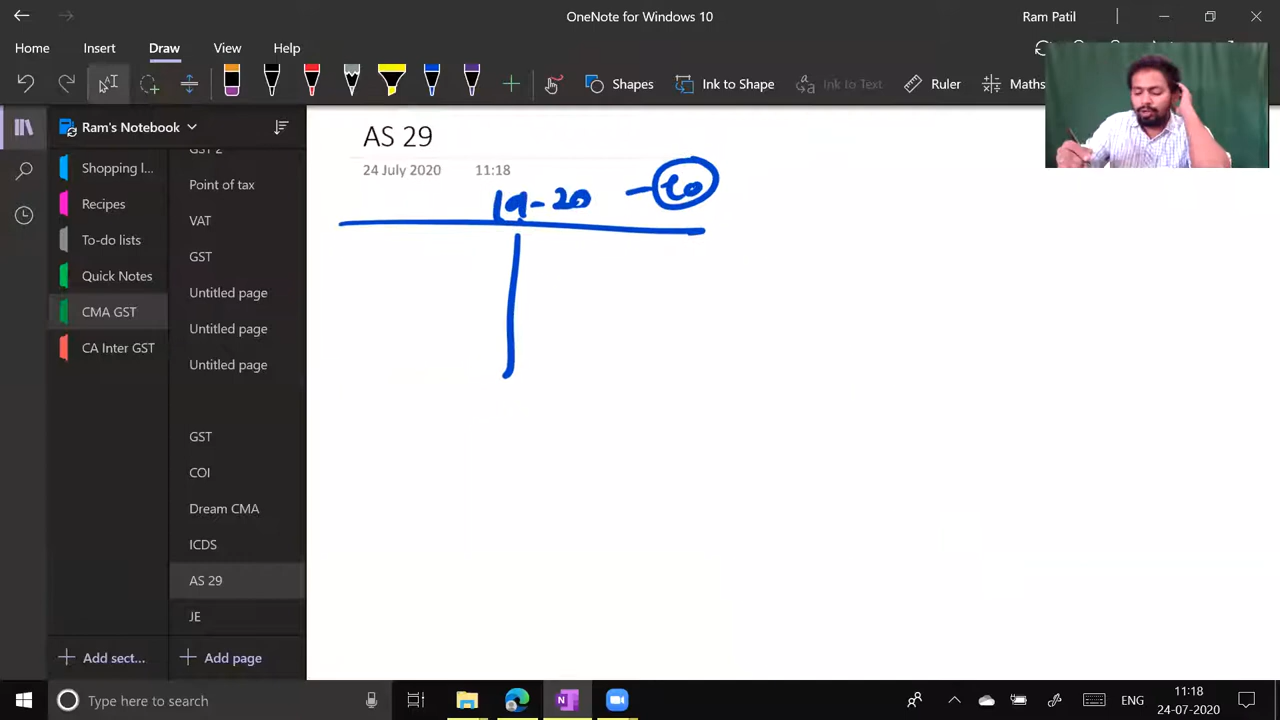 OneNote for Windows 10
Ram Patil
Home Insert Draw View Help
Shapes Ink to Shape Ink to Text Ruler Maths
Ram's Notebook
Shopping l...
Recipes
To-do lists
Quick Notes
CMA GST
CA Inter GST
GST 2
Point of tax
VAT
GST
Untitled page
Untitled page
Untitled page
GST
COI
Dream CMA
ICDS
AS 29
JE
Add sect...
Add page
AS 29
24 July 2020 11:18
19-20 -
Type here to search
ENG
11:18
24-07-2020